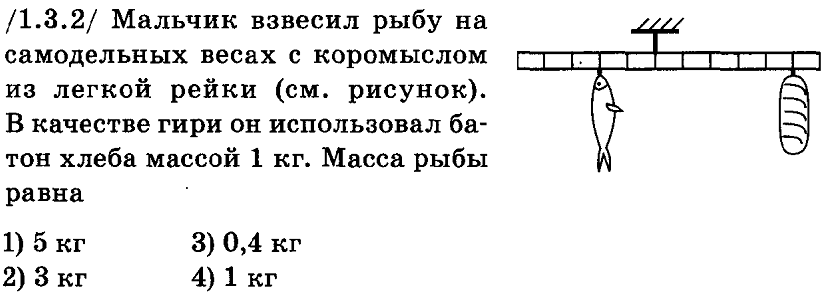 /1.3.2/ Мальчик взвесил рыбу на
самодельных весах с коромыслом
из легкой рейки (см. рисунок).
В качестве гири он использовал ба-
тон хлеба массой 1 кг. Масса рыбы
равна
1) 5 кг 3) 0,4 кг
2) 3 кг 4) 1 кг